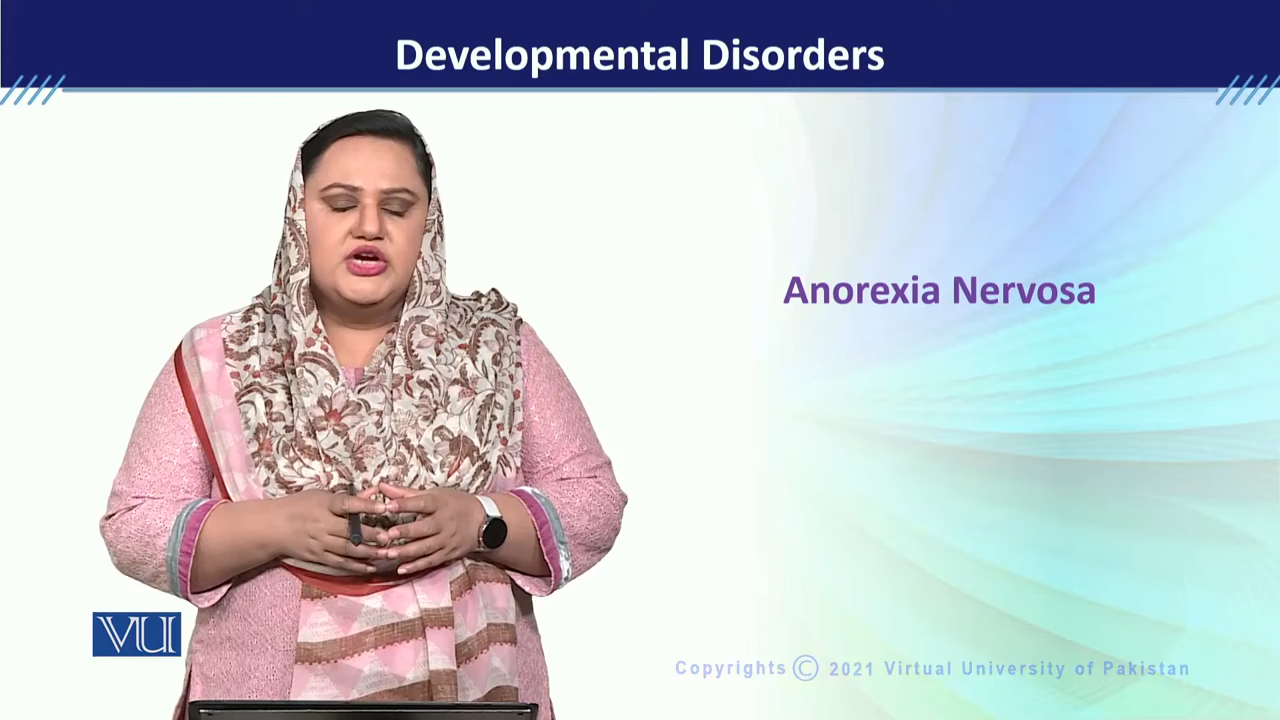 Developmental Disorders
Anorexia Nervosa
VU
Copyrights © 2021 Virtual University of Pakistan